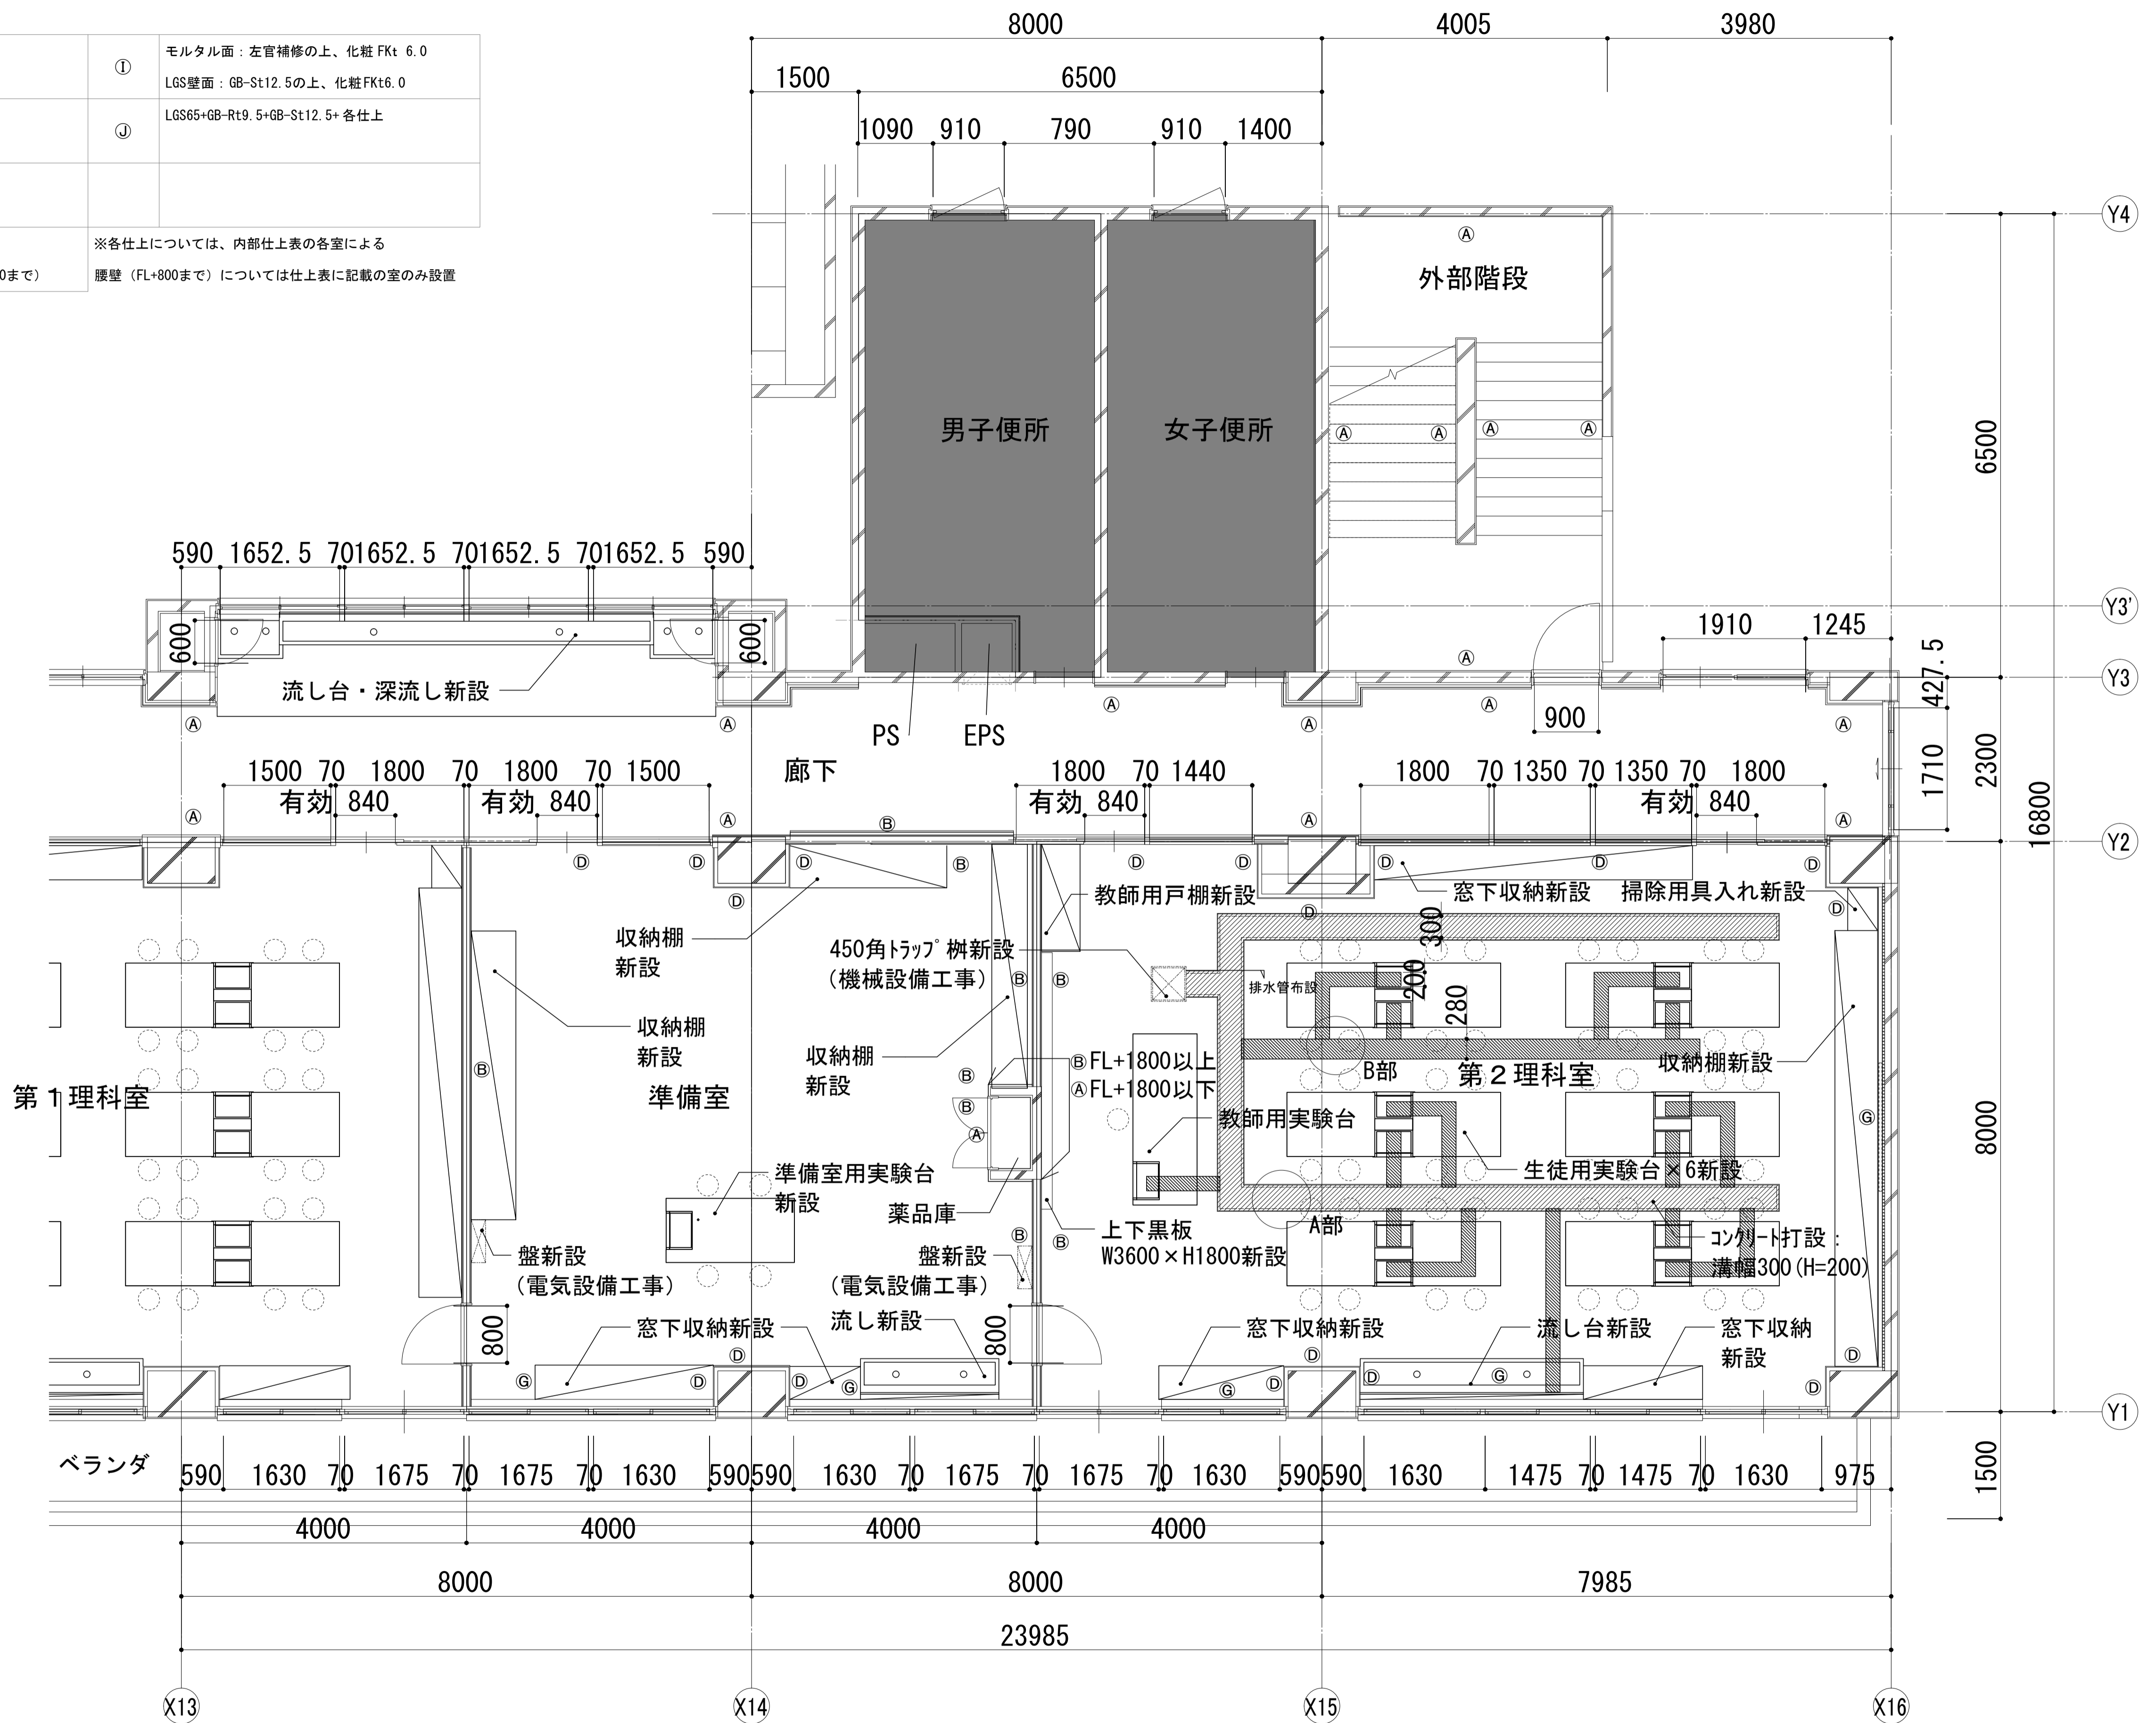 Ⓘ
モルタル面：左官補修の上、化粧 FKt 6.0
LGS壁面：GB-St12.5の上、化粧FKt6.0
Ⓙ
LGS65+GB-Rt9.5+GB-St12.5+ 各仕上
※各仕上については、内部仕上表の各室による
0まで）
腰壁（FL+800まで）については仕上表に記載の室のみ設置
8000 4005 3980
1500 6500
1090 910 790 910 1400
Y4
Ⓐ
外部階段
男子便所 女子便所
Ⓐ Ⓐ Ⓐ Ⓐ
6500
590 1652.5 70 1652.5 70 1652.5 70 1652.5 590
Y3'
600 600
1910 1245
427.5
流し台・深流し新設
Ⓐ
Y3
Ⓐ Ⓐ Ⓐ Ⓐ Ⓐ Ⓐ
PS EPS
900
1710
2300
16800
廊下
1500 70 1800 70 1800 70 1500
1800 70 1440
1800 70 1350 70 1350 70 1800
有効 840 有効 840 有効 840 有効 840
Ⓐ Ⓐ Ⓑ Ⓐ Ⓐ
Y2
Ⓓ Ⓓ Ⓓ Ⓑ Ⓓ Ⓓ Ⓓ Ⓓ Ⓓ
教師用戸棚新設
窓下収納新設
掃除用具入れ新設
Ⓓ Ⓓ Ⓓ
300
収納棚
新設
450角ﾄﾗｯﾌﾟ桝新設
（機械設備工事）
Ⓑ Ⓑ
排水管布設
200
280
収納棚
新設
収納棚
新設
ⒷFL+1800以上
ⒶFL+1800以下
B部
第２理科室
収納棚新設
Ⓑ Ⓑ Ⓑ Ⓐ Ⓖ
第１理科室
準備室
教師用実験台
8000
準備室用実験台
新設
生徒用実験台×6新設
薬品庫
上下黒板
W3600×H1800新設
A部
ｺﾝｸﾘｰﾄ打設：
溝幅300(H=200)
Ⓑ Ⓑ
盤新設
（電気設備工事）
盤新設
（電気設備工事）
800
窓下収納新設
流し新設
800
窓下収納新設
流し台新設
窓下収納
新設
Ⓓ Ⓓ Ⓓ
Ⓖ Ⓓ Ⓓ Ⓖ Ⓖ Ⓓ Ⓓ Ⓖ Ⓓ
Y1
ベランダ
590 1630 70 1675 70 1675 70 1630 590 590 1630 70 1675 70 1675 70 1630 590 590 1630 1475 70 1475 70 1630 975
1500
4000 4000 4000 4000
8000 8000 7985
23985
X13 X14 X15 X16